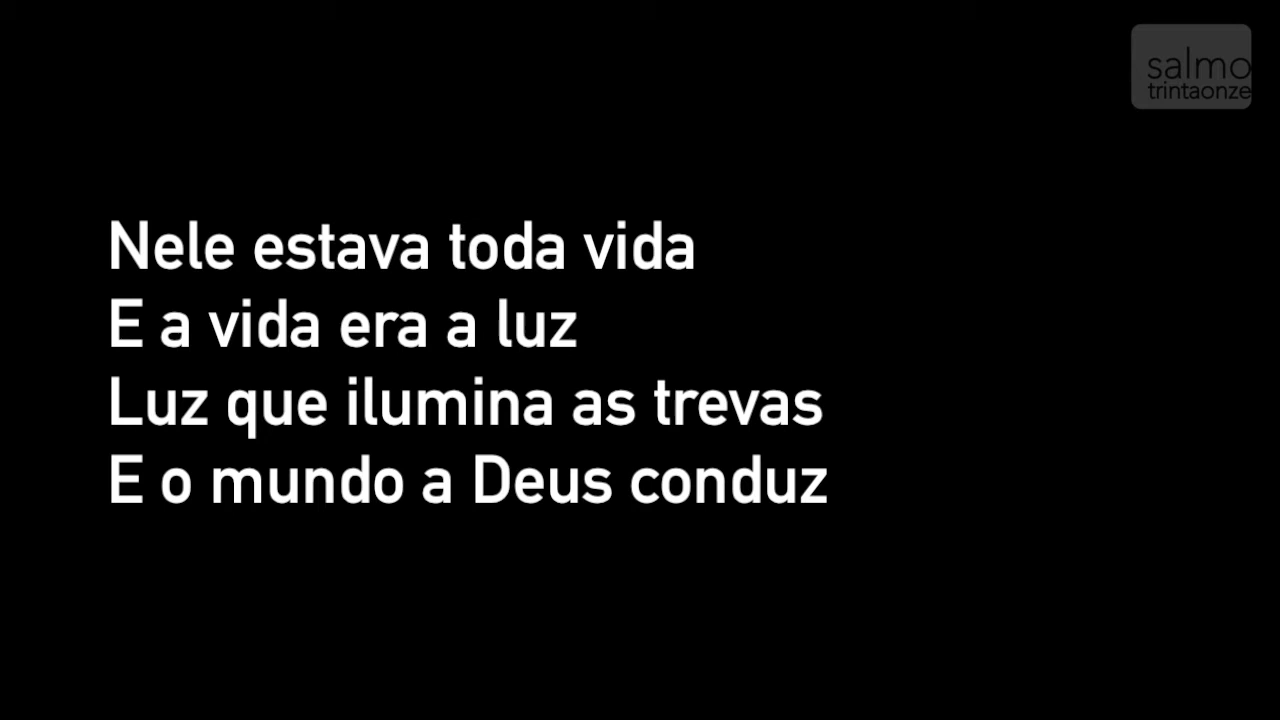 salmo
trintaonze
Nele estava toda vida
E a vida era a luz
Luz que ilumina as trevas
E o mundo a Deus conduz